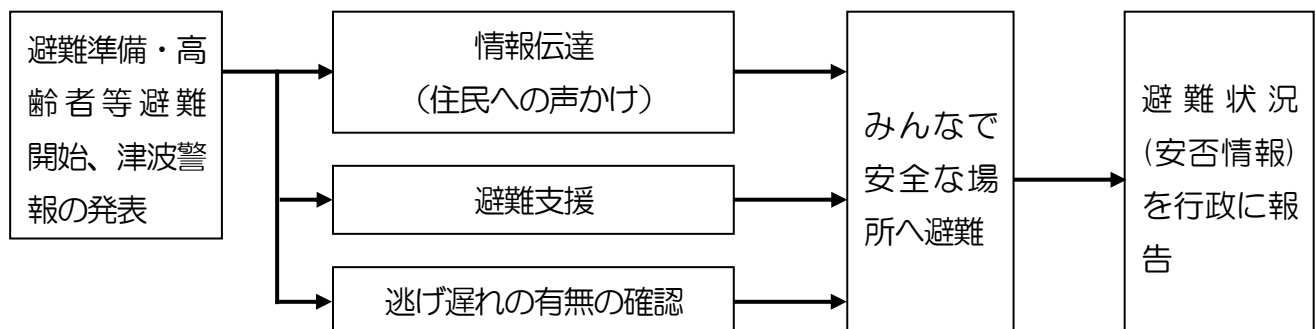 避難準備・高
齢者等避難
開始、津波警
報の発表
情報伝達
（住民への声かけ）
避難支援
逃げ遅れの有無の確認
みんなで
安全な場
所へ避難
避難状況
(安否情報)
を行政に報
告